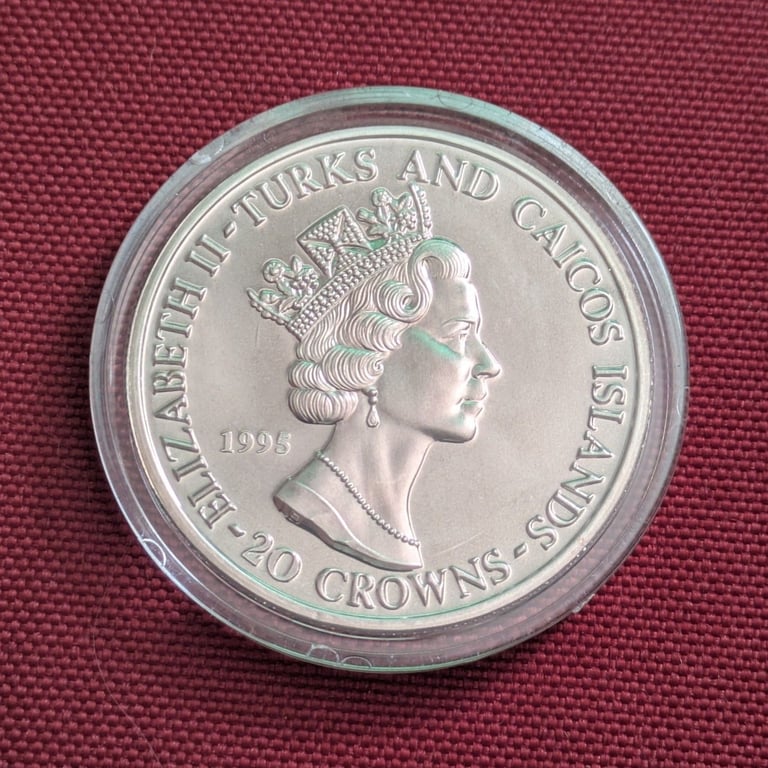 ELIZABETH II - TURKS AND CAICOS ISLANDS - 20 CROWNS -
1995